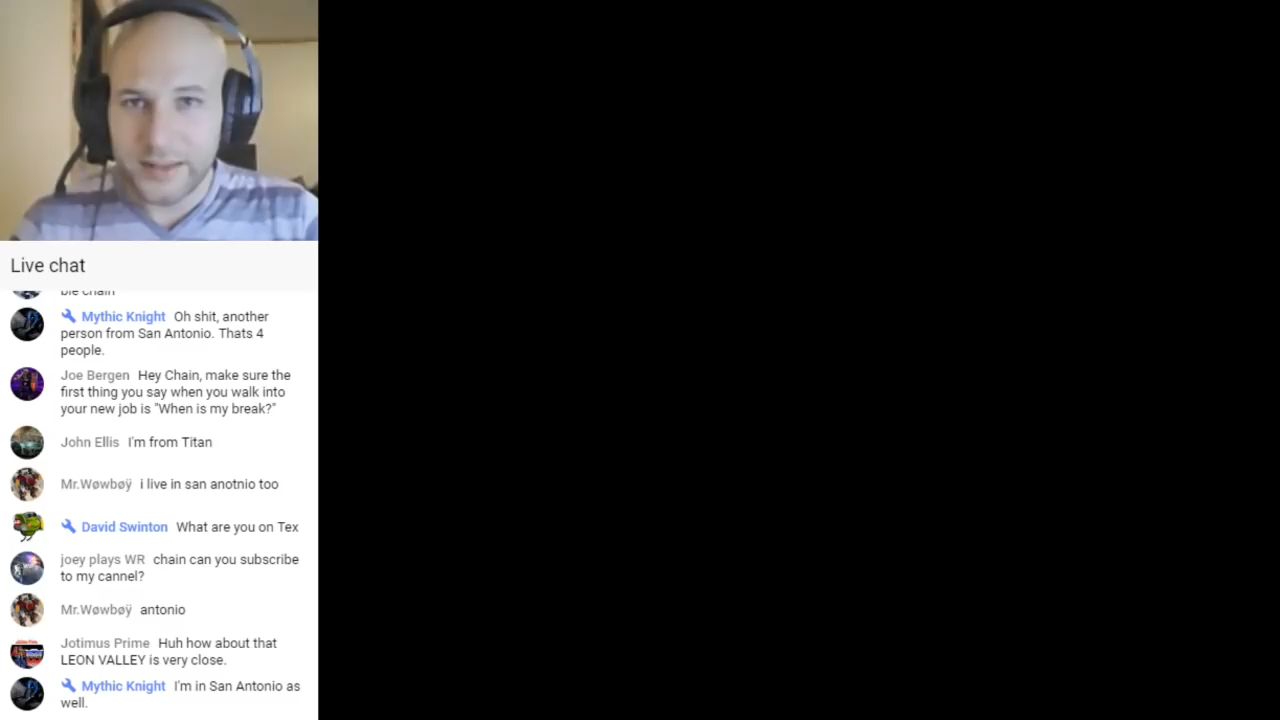 Live chat
ble chain
Mythic Knight Oh shit, another
person from San Antonio. Thats 4
people.
Joe Bergen Hey Chain, make sure the
first thing you say when you walk into
your new job is "When is my break?"
John Ellis I'm from Titan
Mr.Wøwbøÿ i live in san anotnio too
David Swinton What are you on Tex
joey plays WR chain can you subscribe
to my cannel?
Mr.Wøwbøÿ antonio
Jotimus Prime Huh how about that
LEON VALLEY is very close.
Mythic Knight I'm in San Antonio as
well.